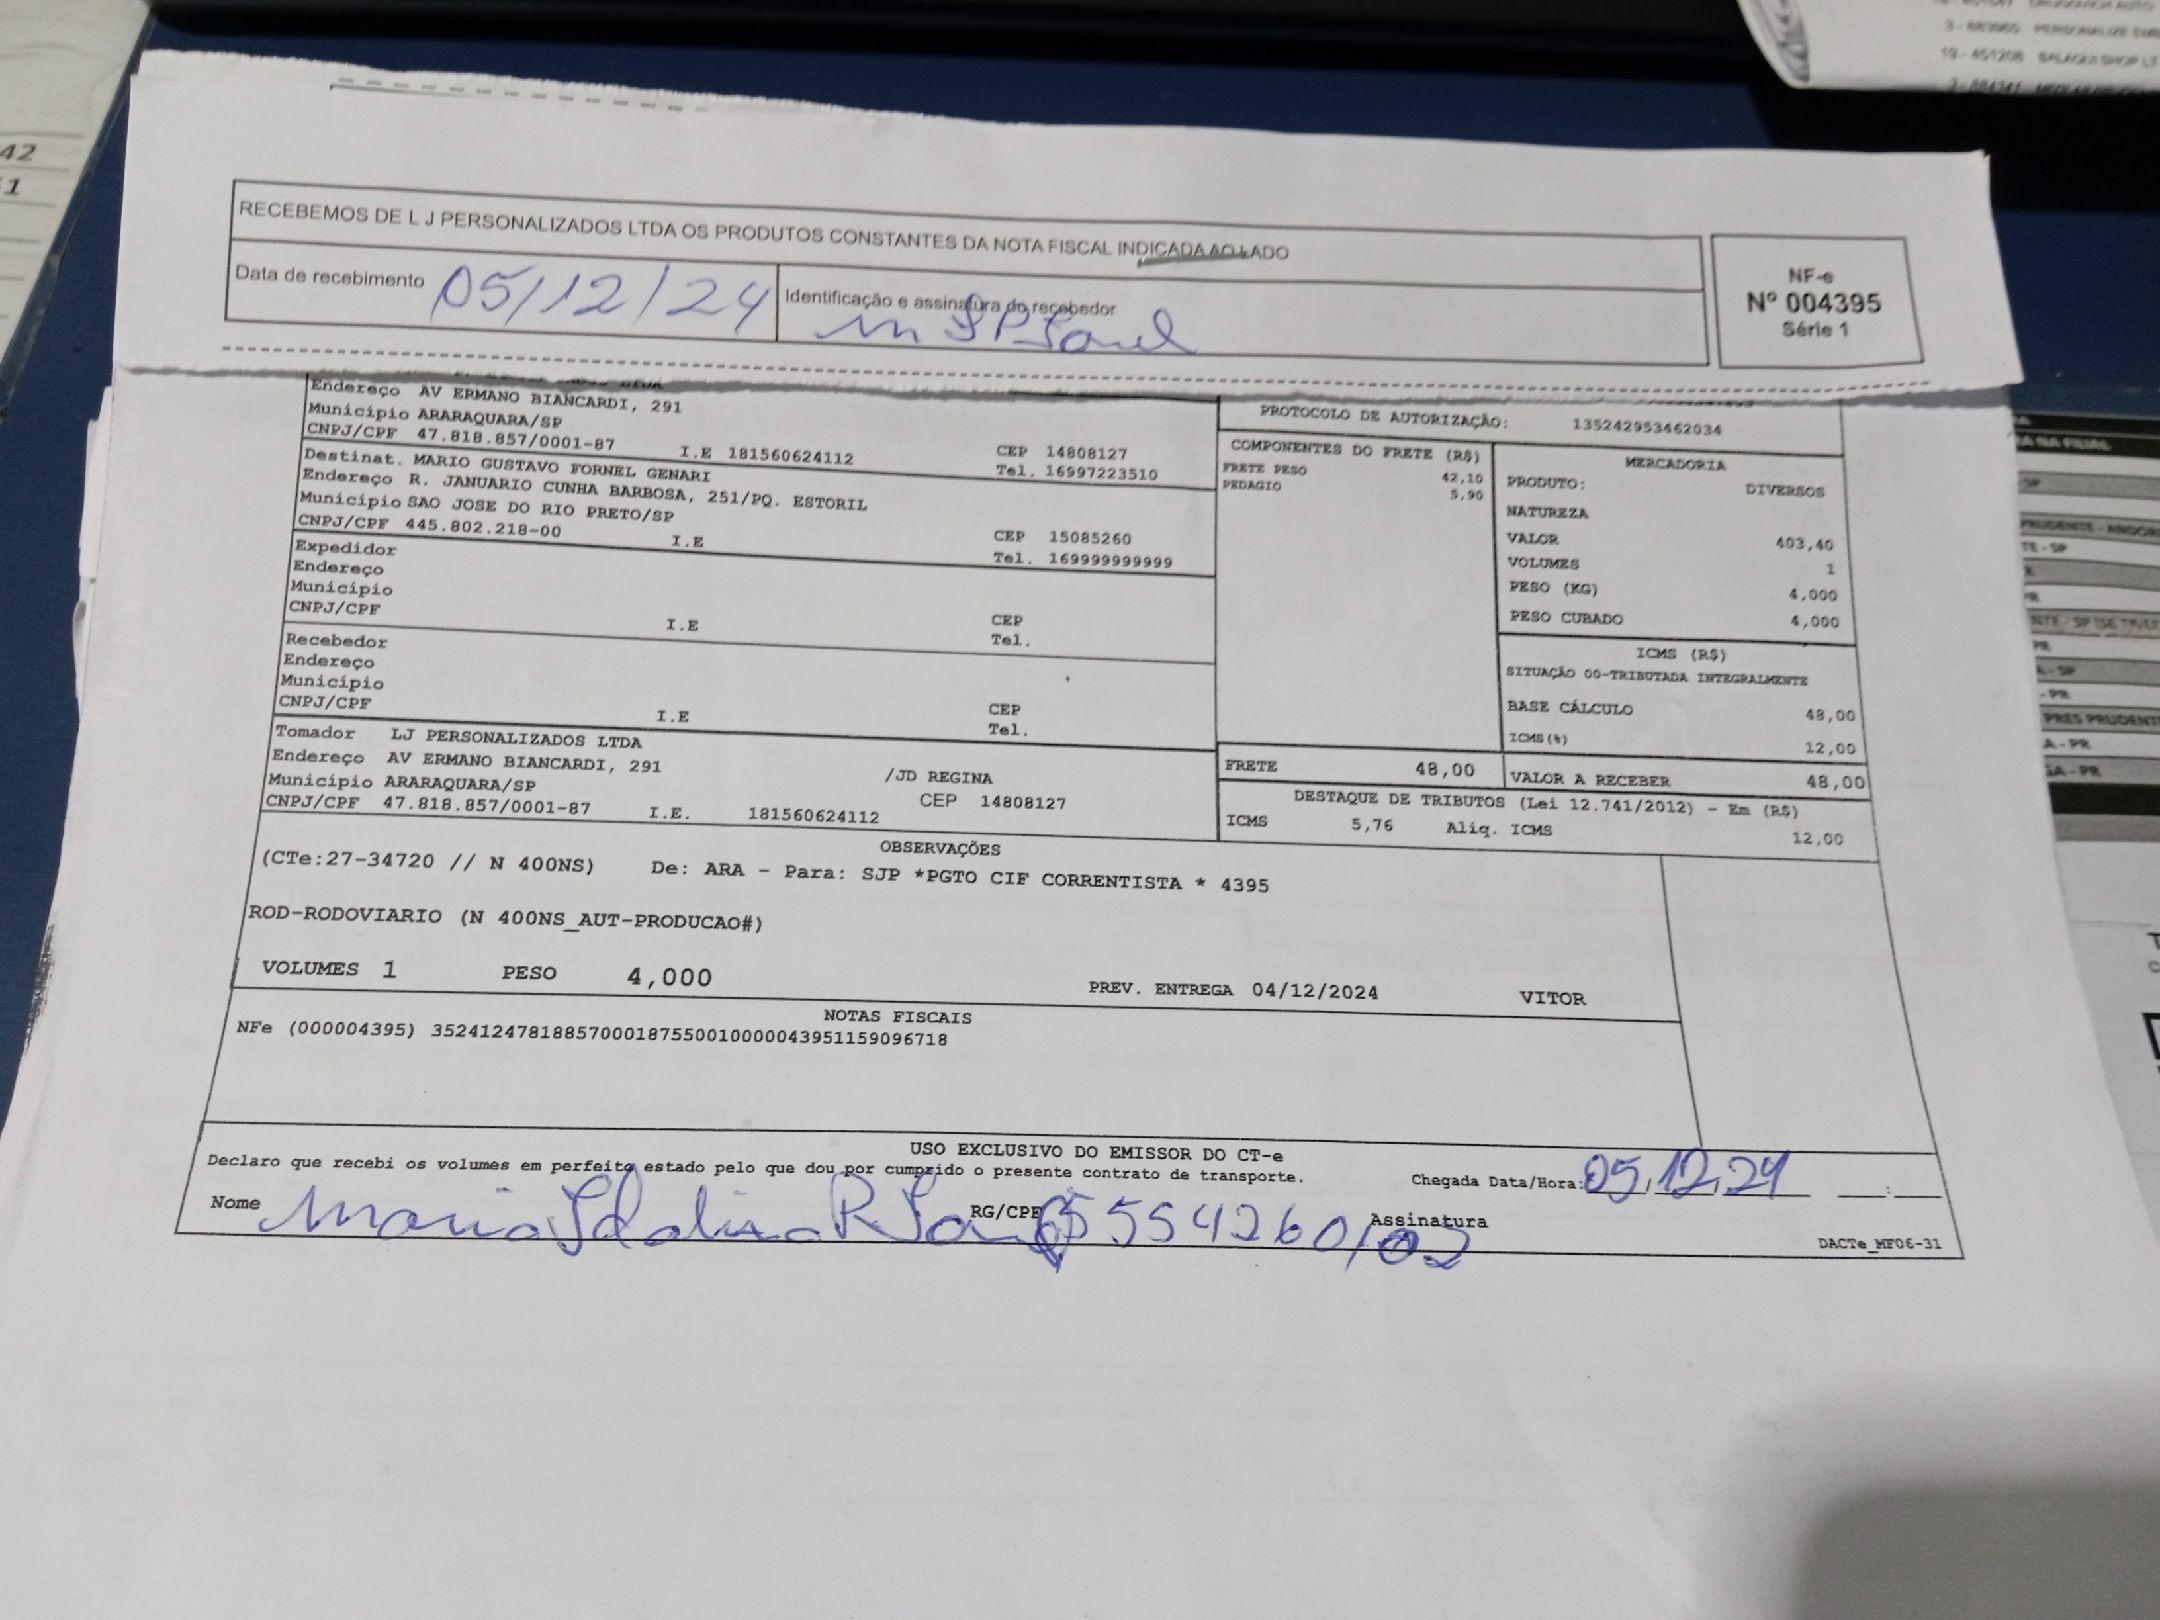 42
RECEBEMOS DE L J PERSONALIZADOS LTDA OS PRODUTOS CONSTANTES DA NOTA FISCAL INDICADA AO LADO
Data de recebimento 05/12/24
Identificação e assinatura do recebedor
NF-e
Nº 004395
Série 1
Endereço AV ERMANO BIANCARDI, 291
Município ARARAQUARA/SP
CNPJ/CPF 47.818.857/0001-87 I.E 181560624112 CEP 14808127
Tel. 16997223510
Destinat. MARIO GUSTAVO FORNEL GENARI
Endereço R. JANUARIO CUNHA BARBOSA, 251/PQ. ESTORIL
Município SAO JOSE DO RIO PRETO/SP
CNPJ/CPF 445.802.218-00 I.E CEP 15085260
Tel. 169999999999
Expedidor
Endereço
Município
CNPJ/CPF I.E CEP
Tel.
Recebedor
Endereço
Município
CNPJ/CPF I.E CEP
Tel.
Tomador LJ PERSONALIZADOS LTDA
Endereço AV ERMANO BIANCARDI, 291 /JD REGINA
Município ARARAQUARA/SP CEP 14808127
CNPJ/CPF 47.818.857/0001-87 I.E. 181560624112
PROTOCOLO DE AUTORIZAÇÃO: 135242953462034
COMPONENTES DO FRETE (R$)
FRETE PESO 42,10
PEDAGIO 5,90
MERCADORIA
PRODUTO: DIVERSOS
NATUREZA
VALOR 403,40
VOLUMES 1
PESO (KG) 4,000
PESO CUBADO 4,000
ICMS (R$)
SITUAÇÃO 00-TRIBUTADA INTEGRALMENTE
BASE CÁLCULO 48,00
ICMS(%) 12,00
FRETE 48,00 VALOR A RECEBER 48,00
DESTAQUE DE TRIBUTOS (Lei 12.741/2012) - Em (R$)
ICMS 5,76 Aliq. ICMS 12,00
OBSERVAÇÕES
(CTe:27-34720 // N 400NS) De: ARA - Para: SJP *PGTO CIF CORRENTISTA * 4395
ROD-RODOVIARIO (N 400NS_AUT-PRODUCAO#)
VOLUMES 1 PESO 4,000 PREV. ENTREGA 04/12/2024 VITOR
NOTAS FISCAIS
NFe (000004395) 35241247818857000187550010000043951159096718
USO EXCLUSIVO DO EMISSOR DO CT-e
Declaro que recebi os volumes em perfeito estado pelo que dou por cumprido o presente contrato de transporte.
Chegada Data/Hora: 05/12/24 __:__
Nome Maria RG/CPF Assinatura
DACTe_MF06-31